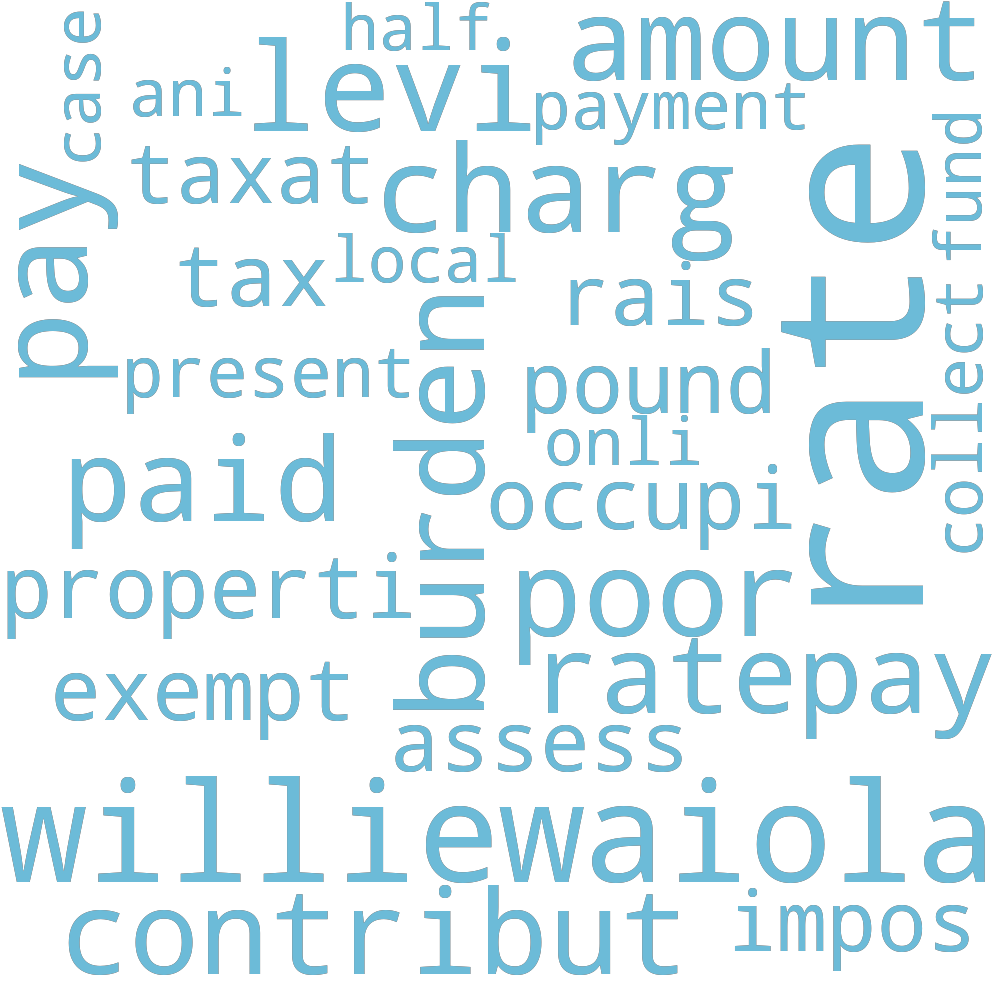 half
amount
case
ani
levi
payment
taxat
charg
fund
pay
rate
local
tax
rais
burden
collect
present
pound
onli
paid
occupi
properti
poor
ratepay
exempt
assess
williewaiola
contribut
impos